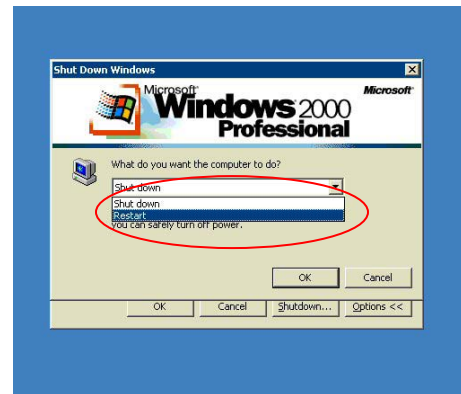 Shut Down Windows
Microsoft
Microsoft
Windows 2000
Professional
What do you want the computer to do?
Shut down
Shut down
Restart
you can safely turn off power.
OK Cancel
OK Cancel Shutdown... Options <<